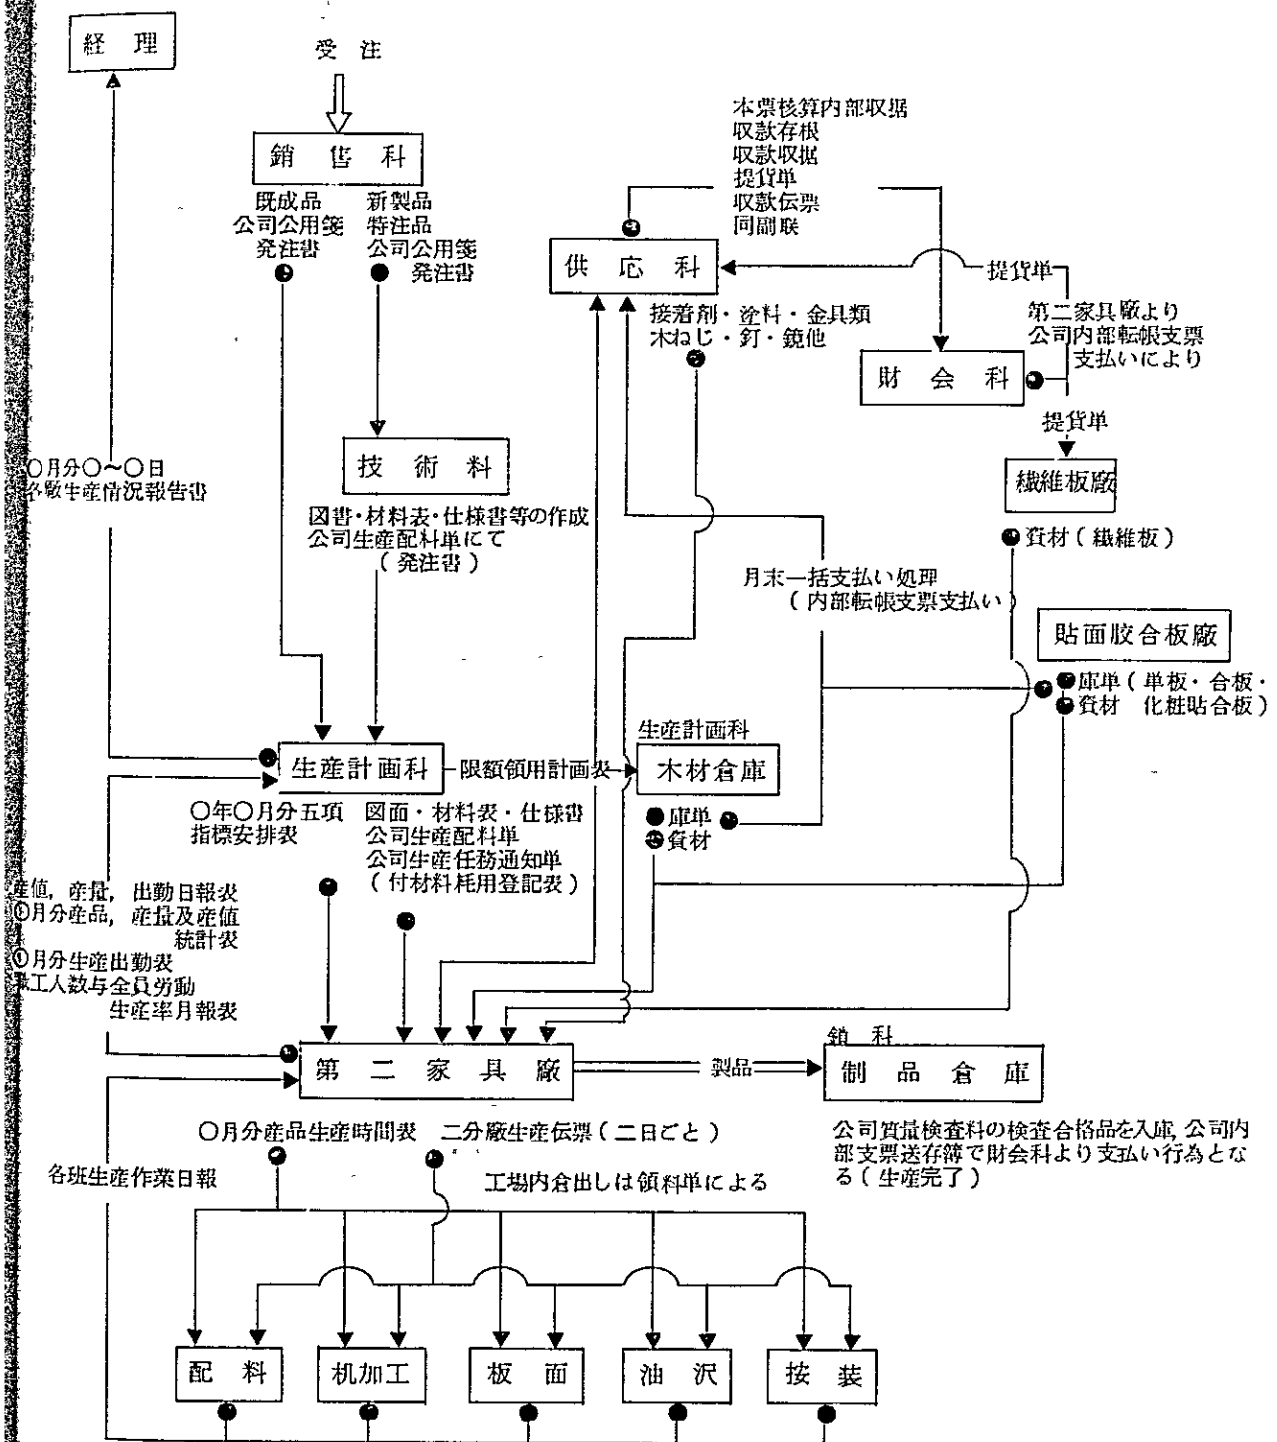 経理
受注
銷售科
既成品
公司公用箋
発注書
新製品
特注品
公司公用箋
発注書
本票核算内部収据
収款存根
収款収据
提貨単
収款伝票
同副联
供応科
接着剤・塗料・金具類
木ねじ・釘・鏡他
提貨単
第二家具廠より
公司内部転帳支票
支払いにより
財会科
提貨単
繊維板廠
資材(繊維板)
技術料
図書・材料表・仕様書等の作成
公司生産配料単にて
(発注書)
〇月分〇〜〇日
各廠生産情況報告書
月末一括支払い処理
(内部転帳支票支払い)
貼面胶合板廠
庫単(単板・合板・
資材 化粧貼合板)
生産計画科
限額領用計画表
生産計画科
木材倉庫
庫単
資材
〇年〇月分五項
指標安排表
図面・材料表・仕様書
公司生産配料単
公司生産任務通知単
(付材料耗用登記表)
産値,産量,出勤日報表
〇月分産品,産量及産値
統計表
〇月分生産出勤表
職工人数与全員労動
生産率月報表
第二家具廠
製品
銷科
制品倉庫
公司質量検査料の検査合格品を入庫,公司内
部支票送存簿で財会科より支払い行為とな
る(生産完了)
〇月分産品生産時間表
二分廠生産伝票(二日ごと)
各班生産作業日報
工場内倉出しは領料単による
配料
机加工
板面
油沢
按装